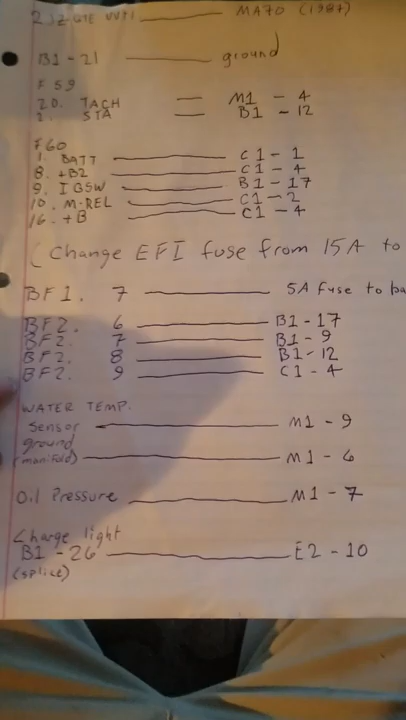 2JZGTE VVTi ———— MA70 (1987)
B1 - 21 ———— ground
F59
20. TACH = M1 - 4
2. STA = B1 - 12
F60
1. BATT ———— C1 - 1
8. +B2 ———— C1 - 4
9. IGSW ———— B1 - 17
10. M-REL ———— C1 - 2
16. +B ———— C1 - 4
(Change EFI fuse from 15A to
BF1. 7 ———— 5A fuse to ba
BF2. 6 ———— B1 - 17
BF2. 7 ———— B1 - 9
BF2. 8 ———— B1 - 12
BF2. 9 ———— C1 - 4
WATER TEMP.
Sensor ———— M1 - 9
ground
(manifold) ———— M1 - 6
Oil Pressure ———— M1 - 7
Charge light
B1 - 26 ———— E2 - 10
(splice)